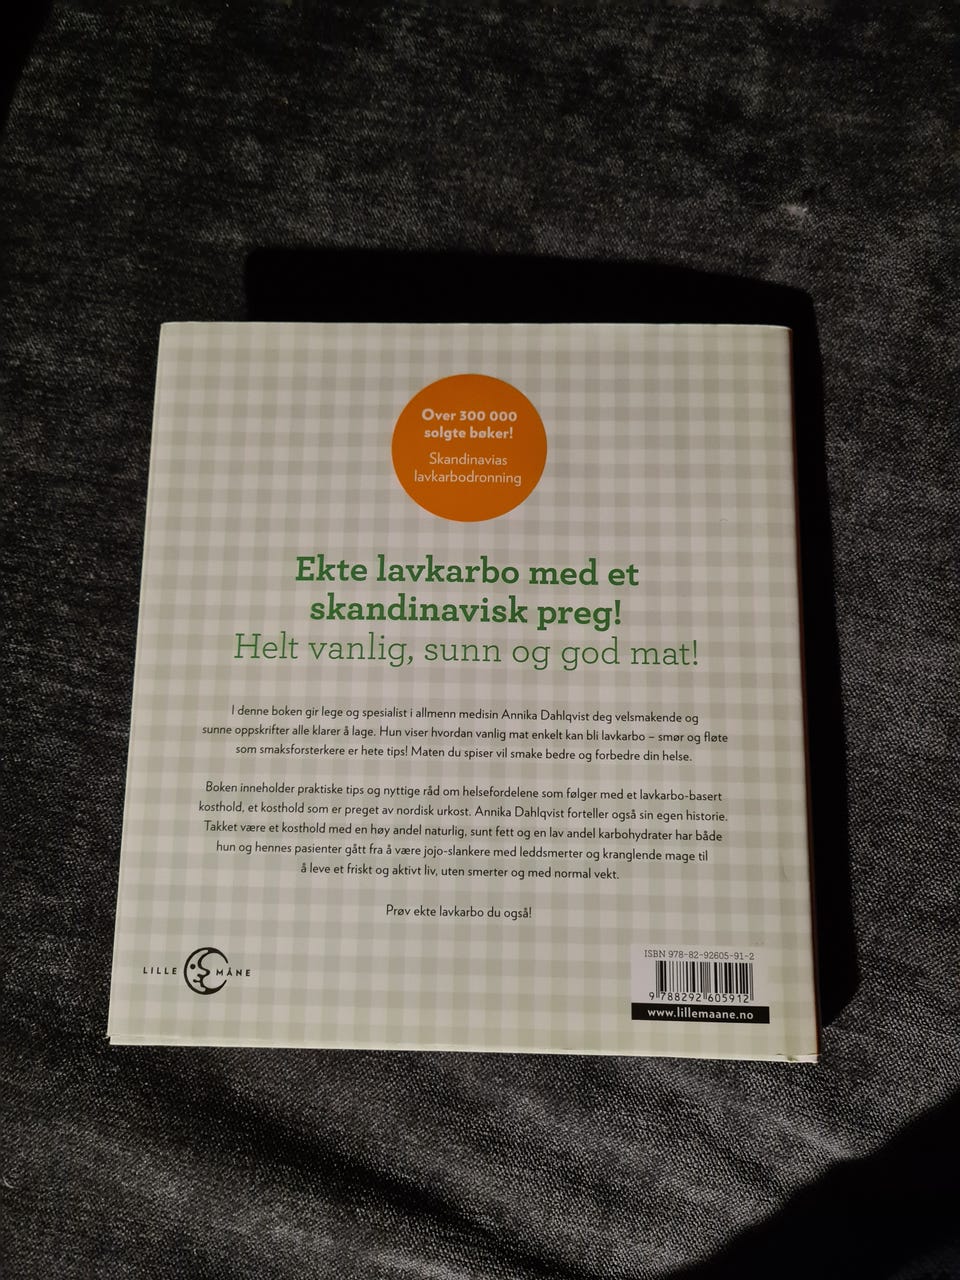 Over 300 000
solgte bøker!
Skandinavias
lavkarbodronning
Ekte lavkarbo med et
skandinavisk preg!
Helt vanlig, sunn og god mat!
I denne boken gir lege og spesialist i allmenn medisin Annika Dahlqvist deg velsmakende og
sunne oppskrifter alle klarer å lage. Hun viser hvordan vanlig mat enkelt kan bli lavkarbo – smør og fløte
som smaksforsterkere er hete tips! Maten du spiser vil smake bedre og forbedre din helse.
Boken inneholder praktiske tips og nyttige råd om helsefordelene som følger med et lavkarbo-basert
kosthold, et kosthold som er preget av nordisk urkost. Annika Dahlqvist forteller også sin egen historie.
Takket være et kosthold med en høy andel naturlig, sunt fett og en lav andel karbohydrater har både
hun og hennes pasienter gått fra å være jojo-slankere med leddsmerter og kranglende mage til
å leve et friskt og aktivt liv, uten smerter og med normal vekt.
Prøv ekte lavkarbo du også!
LILLE MÅNE
ISBN 978-82-92605-91-2
9 788292 605912
www.lillemaane.no